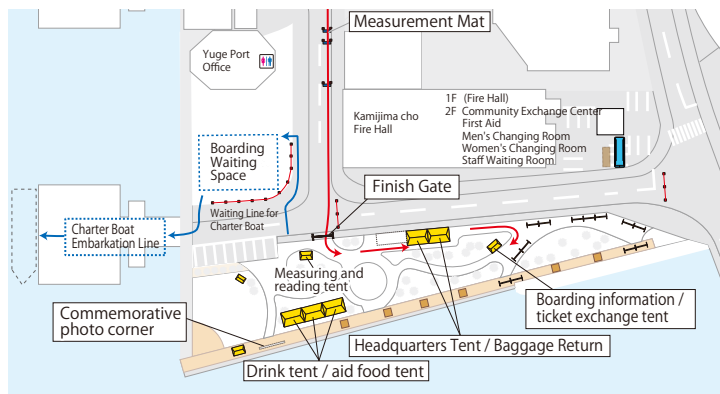 Measurement Mat
Yuge Port
Office
Kamijima cho
Fire Hall
1F (Fire Hall)
2F Community Exchange Center
First Aid
Men's Changing Room
Women's Changing Room
Staff Waiting Room
Boarding
Waiting
Space
Finish Gate
Waiting Line for
Charter Boat
Charter Boat
Embarkation Line
Measuring and
reading tent
Boarding information /
ticket exchange tent
Commemorative
photo corner
Headquarters Tent / Baggage Return
Drink tent / aid food tent